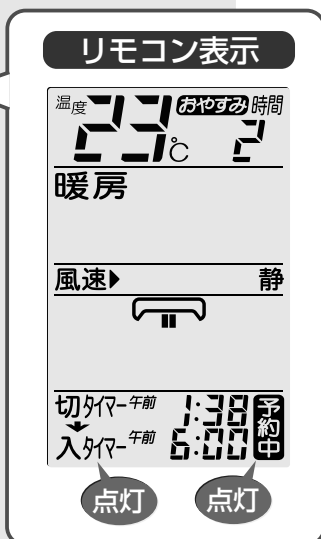 リモコン表示
温度 23℃ おやすみ 時間 2
暖房
風速▶ 静
切タイマー 午前 1:38 予約中
入タイマー 午前 6:00
点灯 点灯